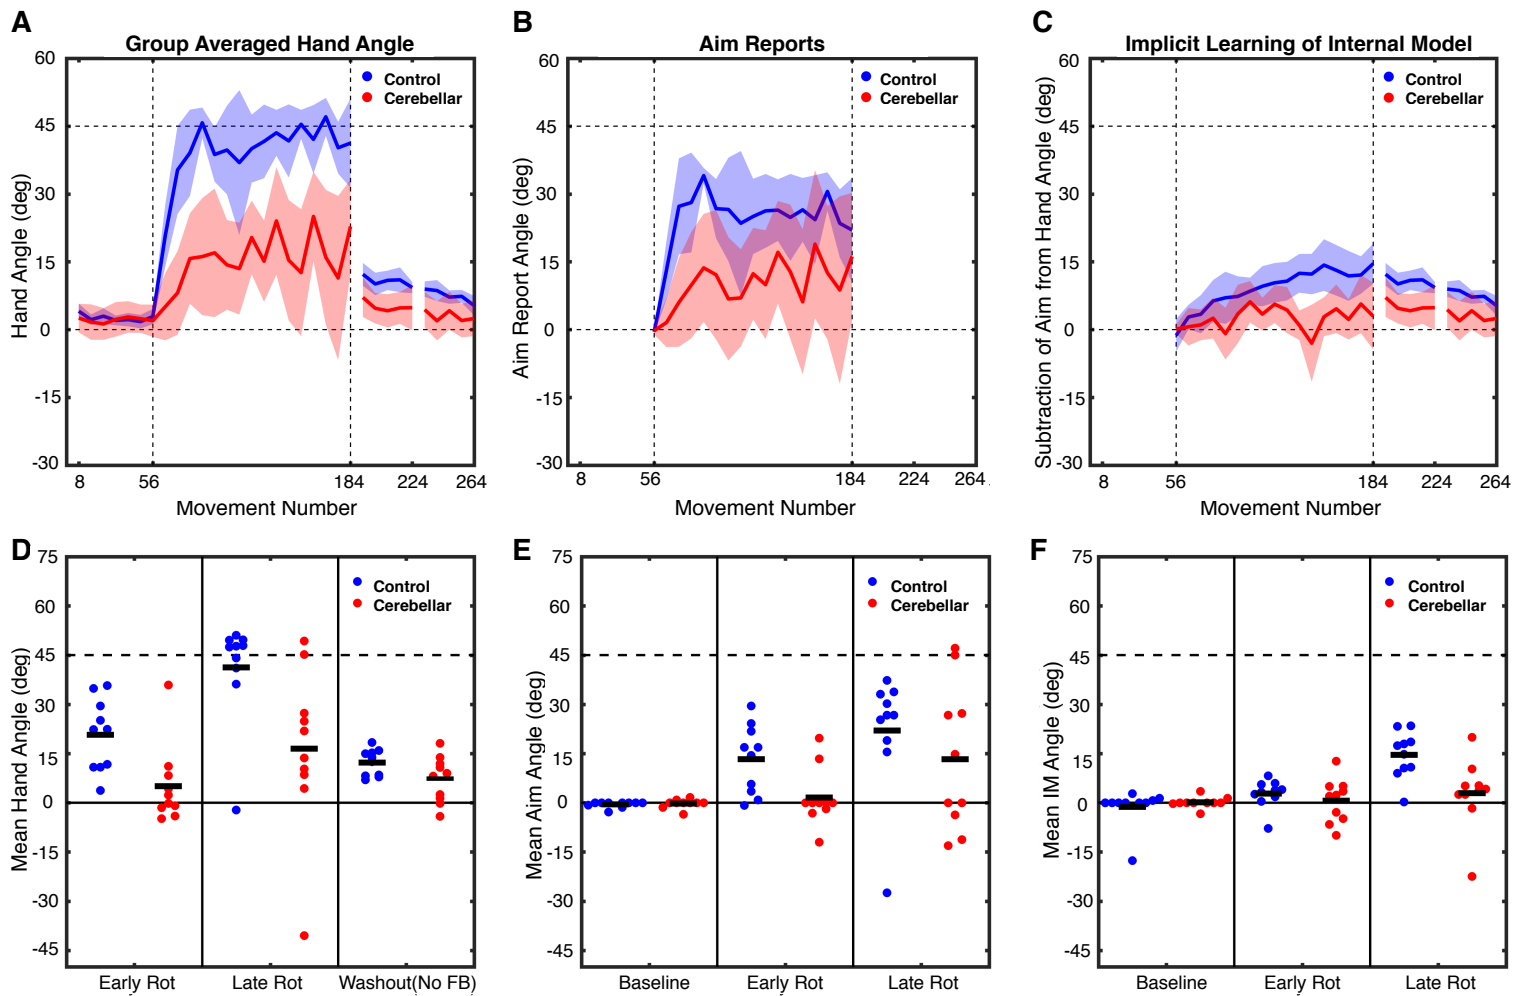 A
Group Averaged Hand Angle
Hand Angle (deg)
60
45
30
15
0
-15
-30
Control
Cerebellar
8
56
184
224
264
Movement Number
B
Aim Reports
Aim Report Angle (deg)
60
45
30
15
0
-15
-30
Control
Cerebellar
8
56
184
224
264
Movement Number
C
Implicit Learning of Internal Model
Subtraction of Aim from Hand Angle (deg)
60
45
30
15
0
-15
-30
Control
Cerebellar
8
56
184
224
264
Movement Number
D
Mean Hand Angle (deg)
75
60
45
30
15
0
-15
-30
-45
Control
Cerebellar
Early Rot
Late Rot
Washout(No FB)
E
Mean Aim Angle (deg)
75
60
45
30
15
0
-15
-30
-45
Control
Cerebellar
Baseline
Early Rot
Late Rot
F
Mean IM Angle (deg)
75
60
45
30
15
0
-15
-30
-45
Control
Cerebellar
Baseline
Early Rot
Late Rot